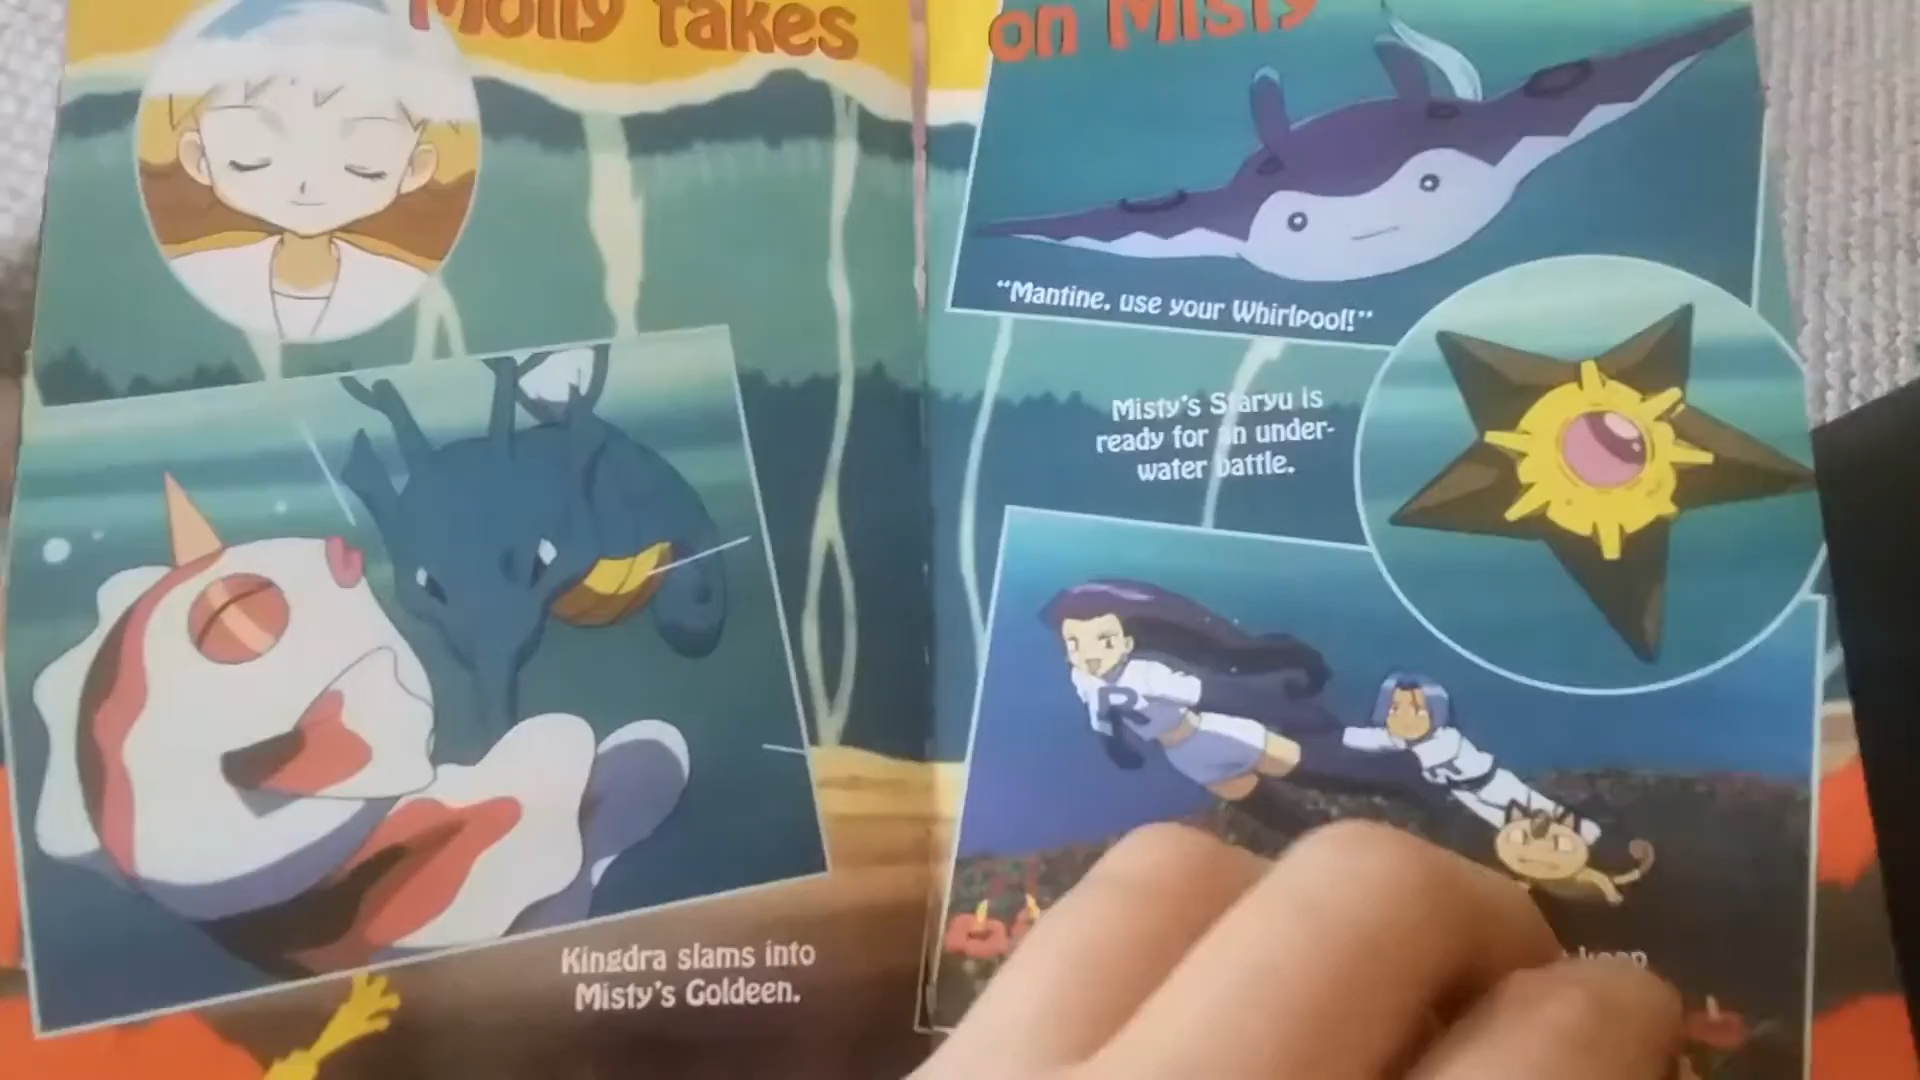 Molly Takes
on Misty
"Mantine, use your Whirlpool!"
Misty's Staryu is
ready for an under-
water battle.
R
Kingdra slams into
Misty's Goldeen.
keep